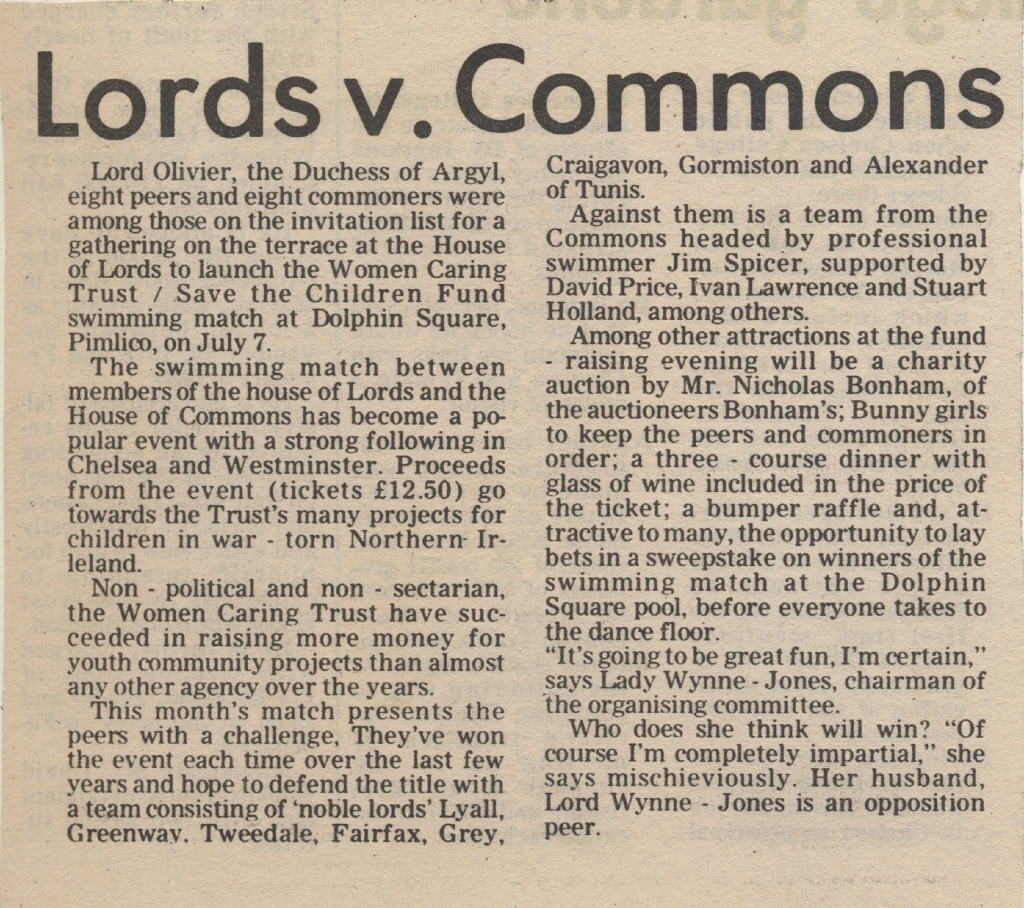 Lords v. Commons
Lord Olivier, the Duchess of Argyl,
eight peers and eight commoners were
among those on the invitation list for a
gathering on the terrace at the House
of Lords to launch the Women Caring
Trust / Save the Children Fund
swimming match at Dolphin Square,
Pimlico, on July 7.
The swimming match between
members of the house of Lords and the
House of Commons has become a po-
pular event with a strong following in
Chelsea and Westminster. Proceeds
from the event (tickets £12.50) go
towards the Trust's many projects for
children in war - torn Northern Ir-
leland.
Non - political and non - sectarian,
the Women Caring Trust have suc-
ceeded in raising more money for
youth community projects than almost
any other agency over the years.
This month's match presents the
peers with a challenge, They've won
the event each time over the last few
years and hope to defend the title with
a team consisting of 'noble lords' Lyall,
Greenway, Tweedale, Fairfax, Grey,
Craigavon, Gormiston and Alexander
of Tunis.
Against them is a team from the
Commons headed by professional
swimmer Jim Spicer, supported by
David Price, Ivan Lawrence and Stuart
Holland, among others.
Among other attractions at the fund
- raising evening will be a charity
auction by Mr. Nicholas Bonham, of
the auctioneers Bonham's; Bunny girls
to keep the peers and commoners in
order; a three - course dinner with
glass of wine included in the price of
the ticket; a bumper raffle and, at-
tractive to many, the opportunity to lay
bets in a sweepstake on winners of the
swimming match at the Dolphin
Square pool, before everyone takes to
the dance floor.
"It's going to be great fun, I'm certain,"
says Lady Wynne - Jones, chairman of
the organising committee.
Who does she think will win? "Of
course I'm completely impartial," she
says mischieviously. Her husband,
Lord Wynne - Jones is an opposition
peer.